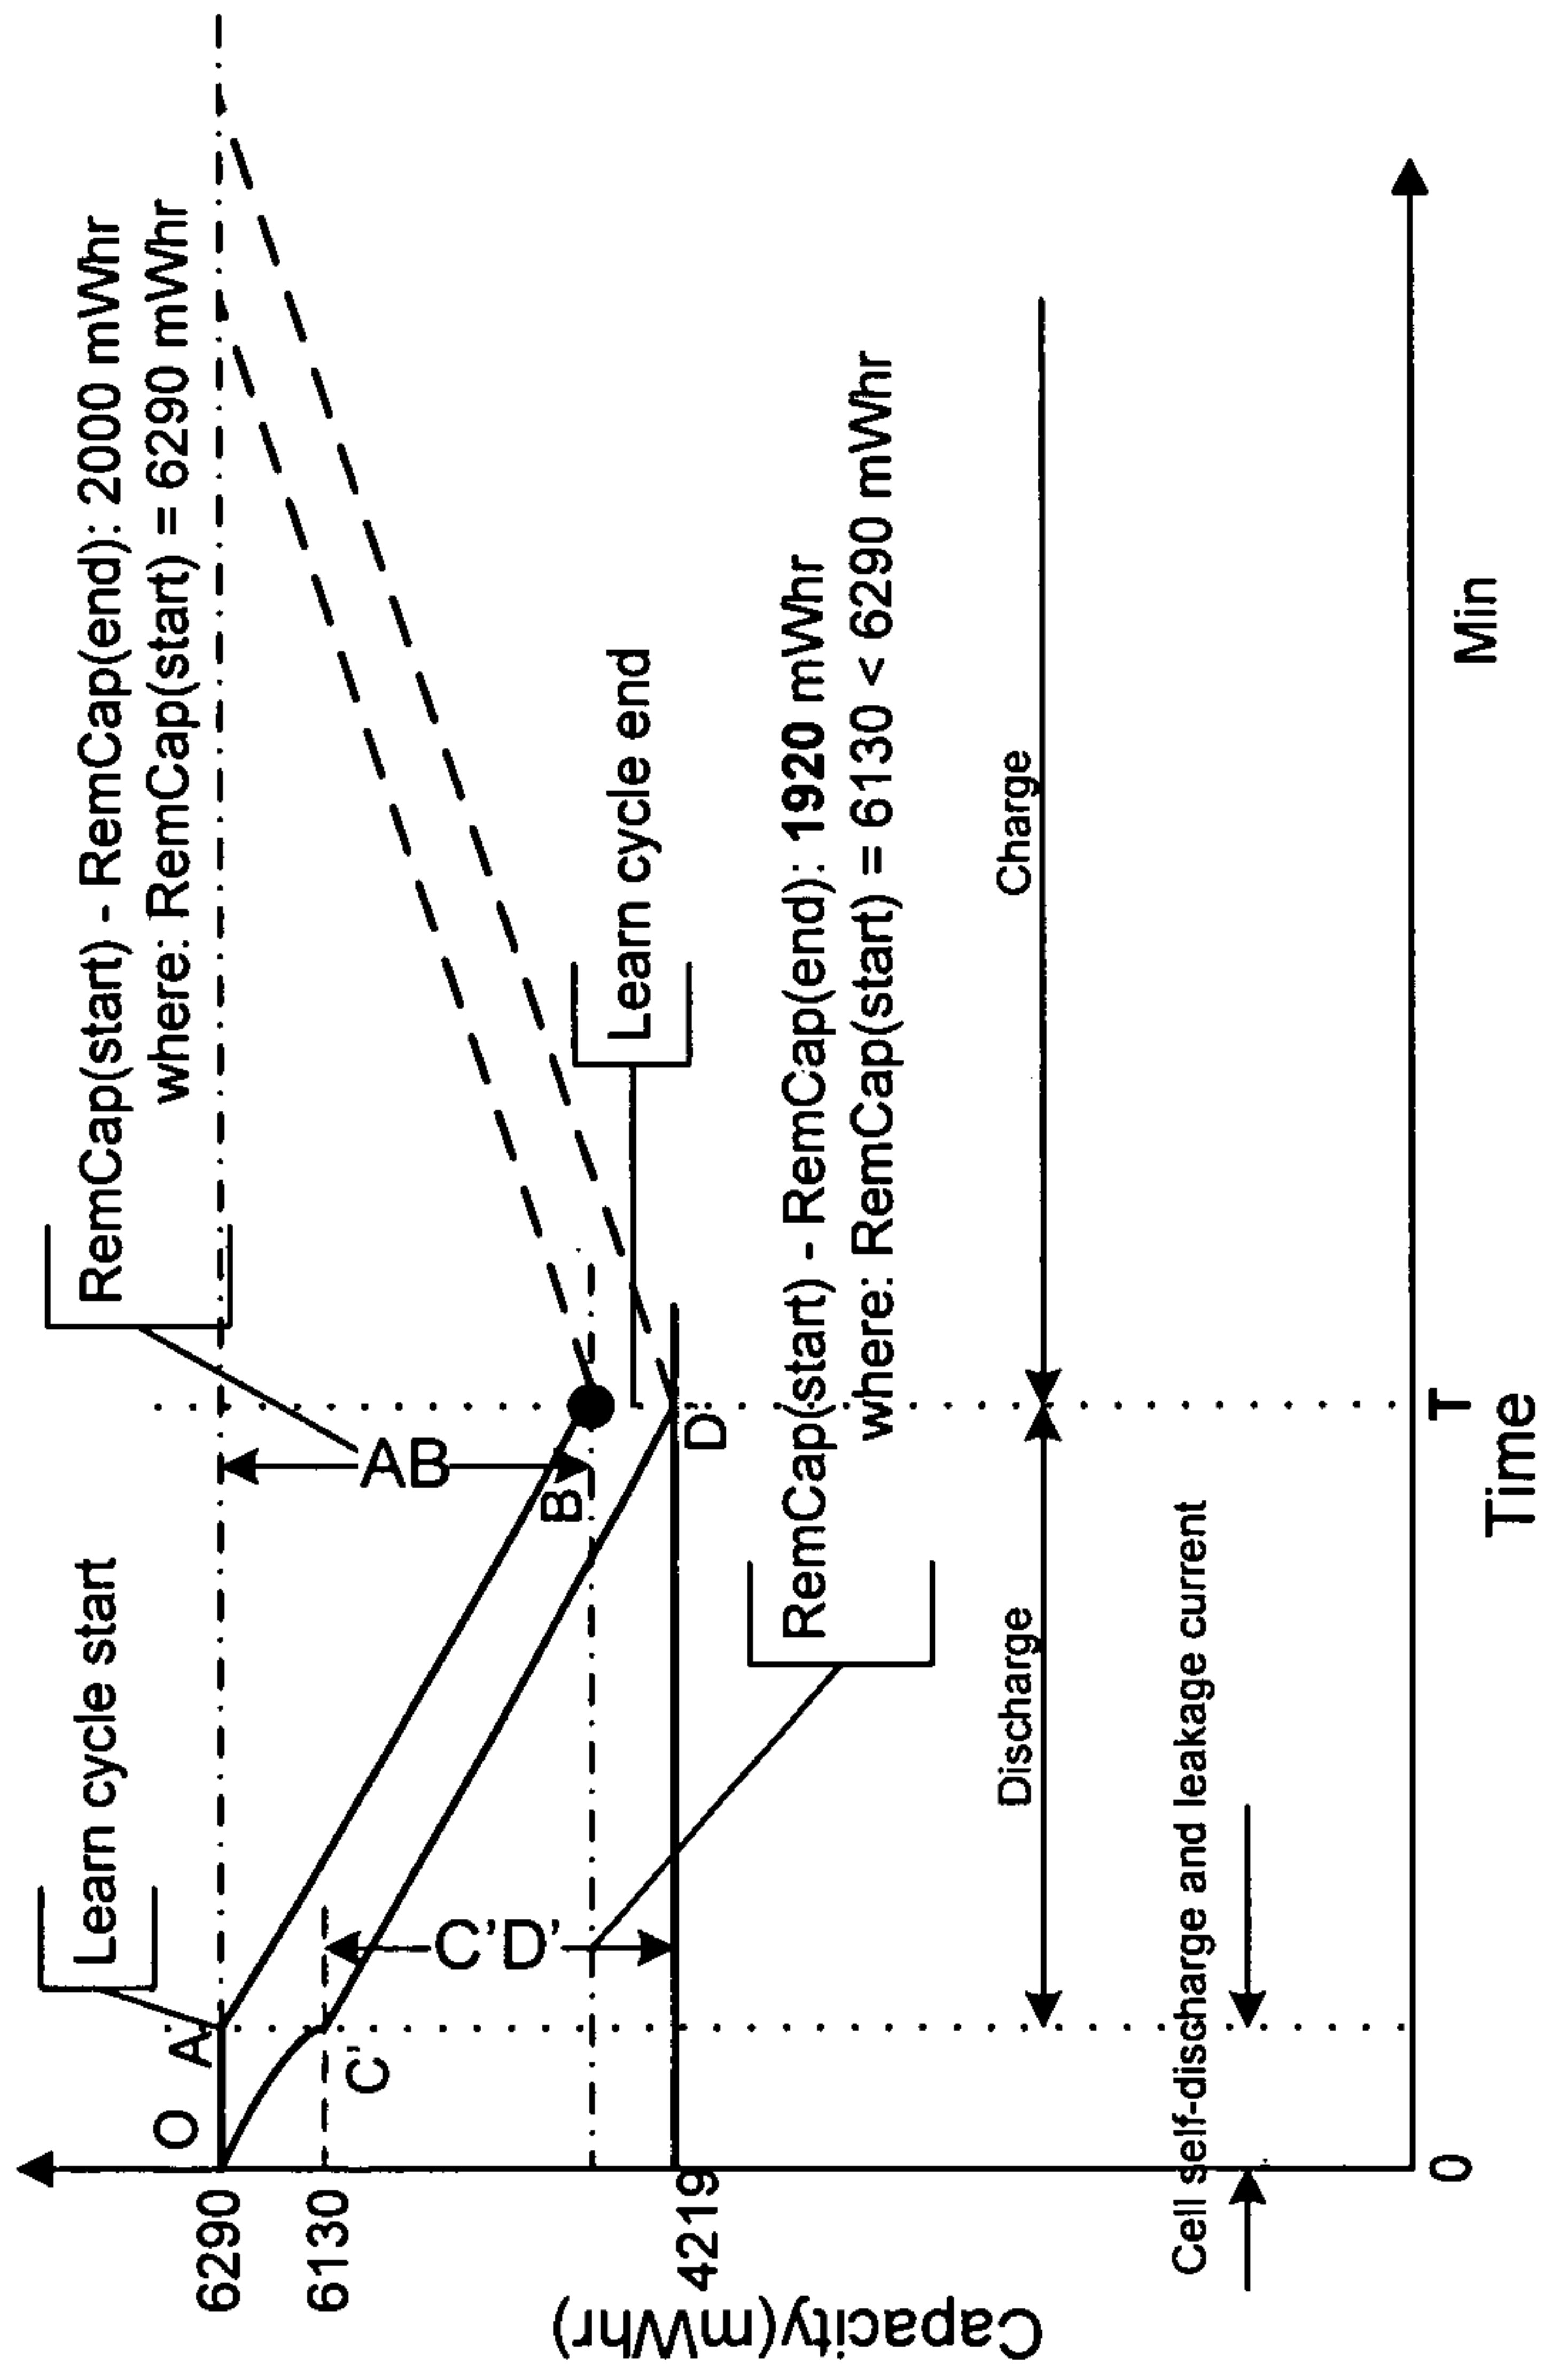 RemCap(start) - RemCap(end): 2000 mWhr
where: RemCap(start) = 6290 mWhr
Learn cycle start
O
A
6290
6130
C'
AB
B
C'D'
Learn cycle end
4219
D
Capacity(mWhr)
RemCap(start) - RemCap(end): 1920 mWhr
where: RemCap(start) = 6130 < 6290 mWhr
Discharge
Charge
Cell self-discharge and leakage current
0
T
Min
Time